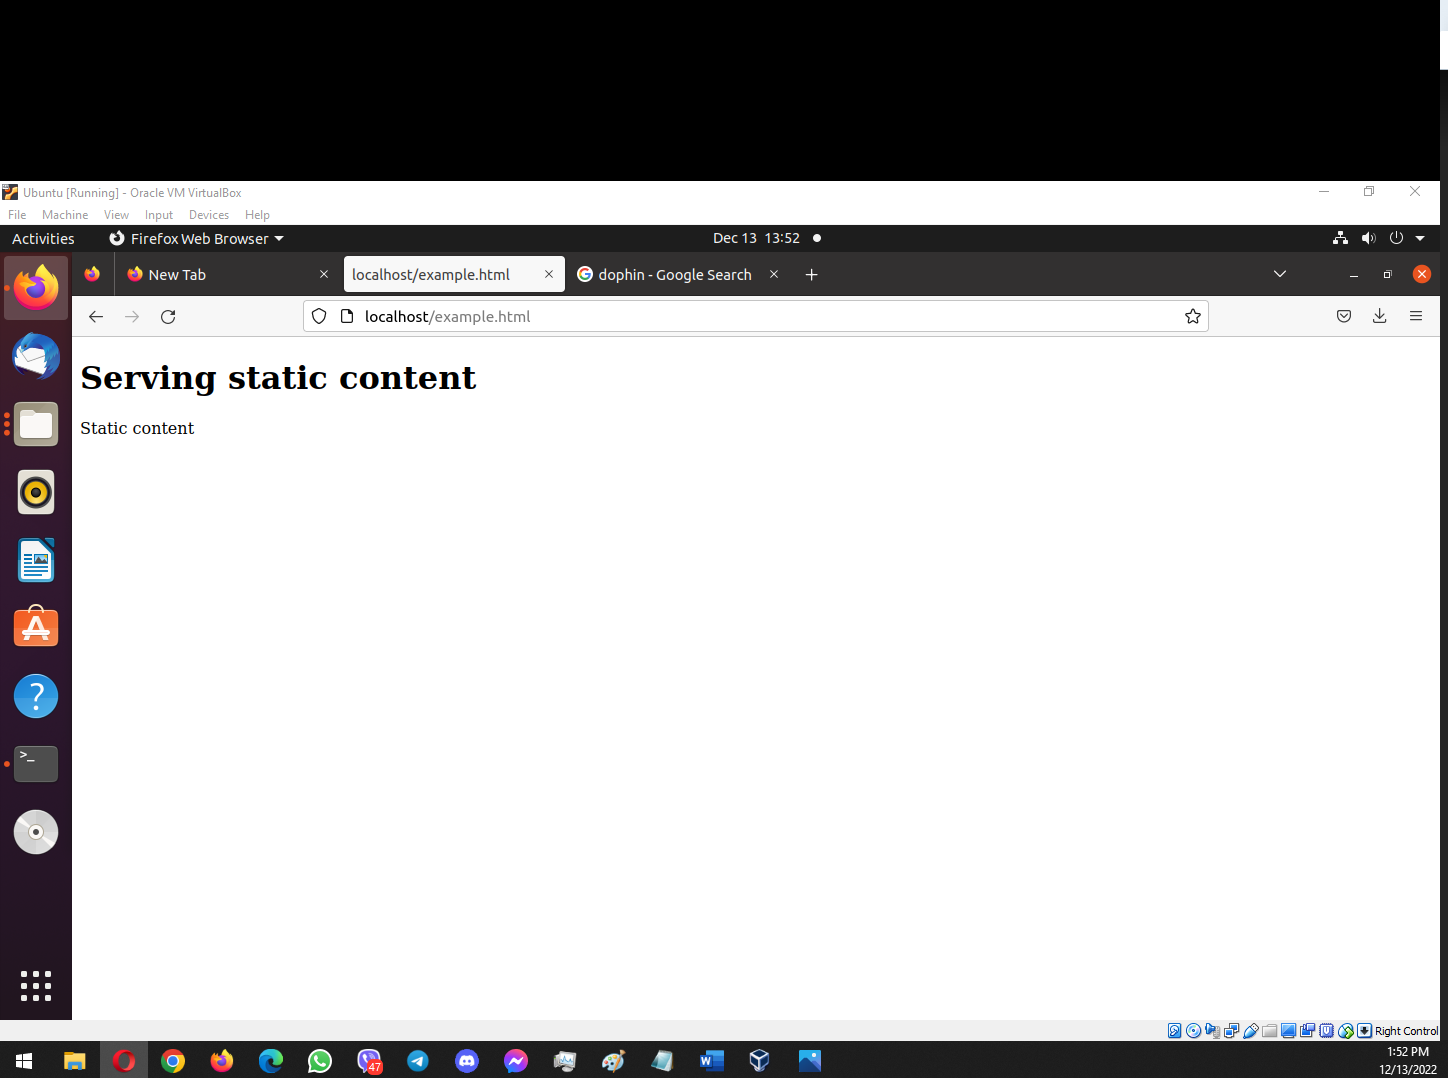 Ubuntu [Running] - Oracle VM VirtualBox
File Machine View Input Devices Help
Activities Firefox Web Browser Dec 13 13:52
New Tab localhost/example.html dophin - Google Search
localhost/example.html
Serving static content
Static content
Right Control
47
1:52 PM
12/13/2022